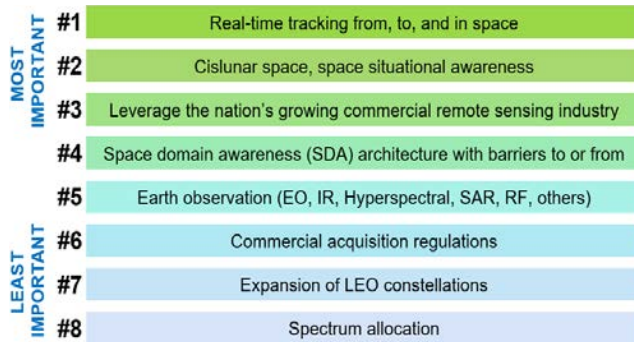 MOST
IMPORTANT
#1 Real-time tracking from, to, and in space
#2 Cislunar space, space situational awareness
#3 Leverage the nation's growing commercial remote sensing industry
#4 Space domain awareness (SDA) architecture with barriers to or from
#5 Earth observation (EO, IR, Hyperspectral, SAR, RF, others)
LEAST
IMPORTANT
#6 Commercial acquisition regulations
#7 Expansion of LEO constellations
#8 Spectrum allocation